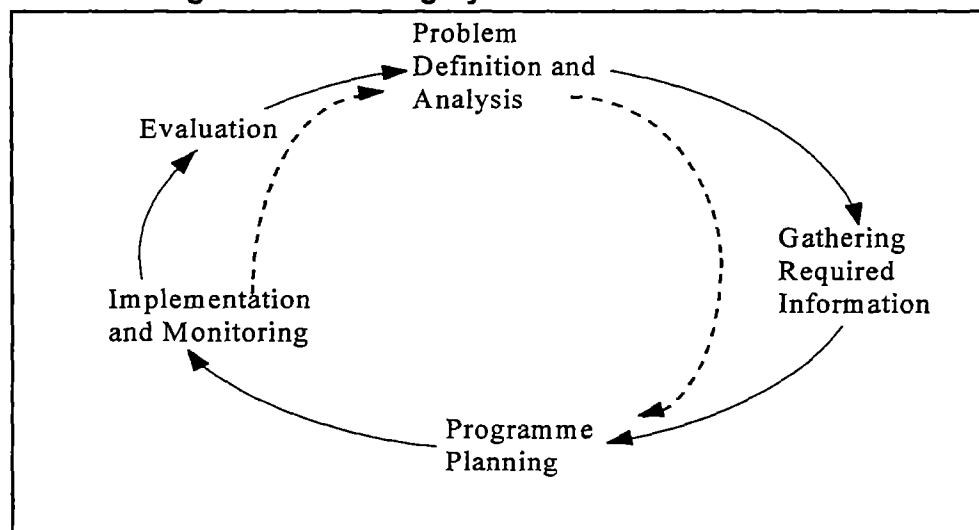 Problem
Definition and
Analysis
Evaluation
Gathering
Required
Information
Implementation
and Monitoring
Programme
Planning